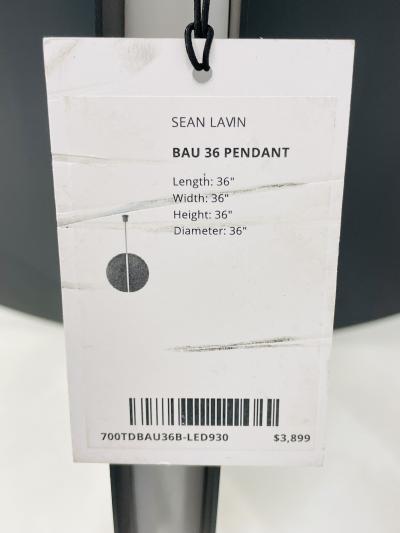 SEAN LAVIN
BAU 36 PENDANT
Length: 36"
Width: 36"
Height: 36"
Diameter: 36"
700TDBAU36B-LED930 $3,899